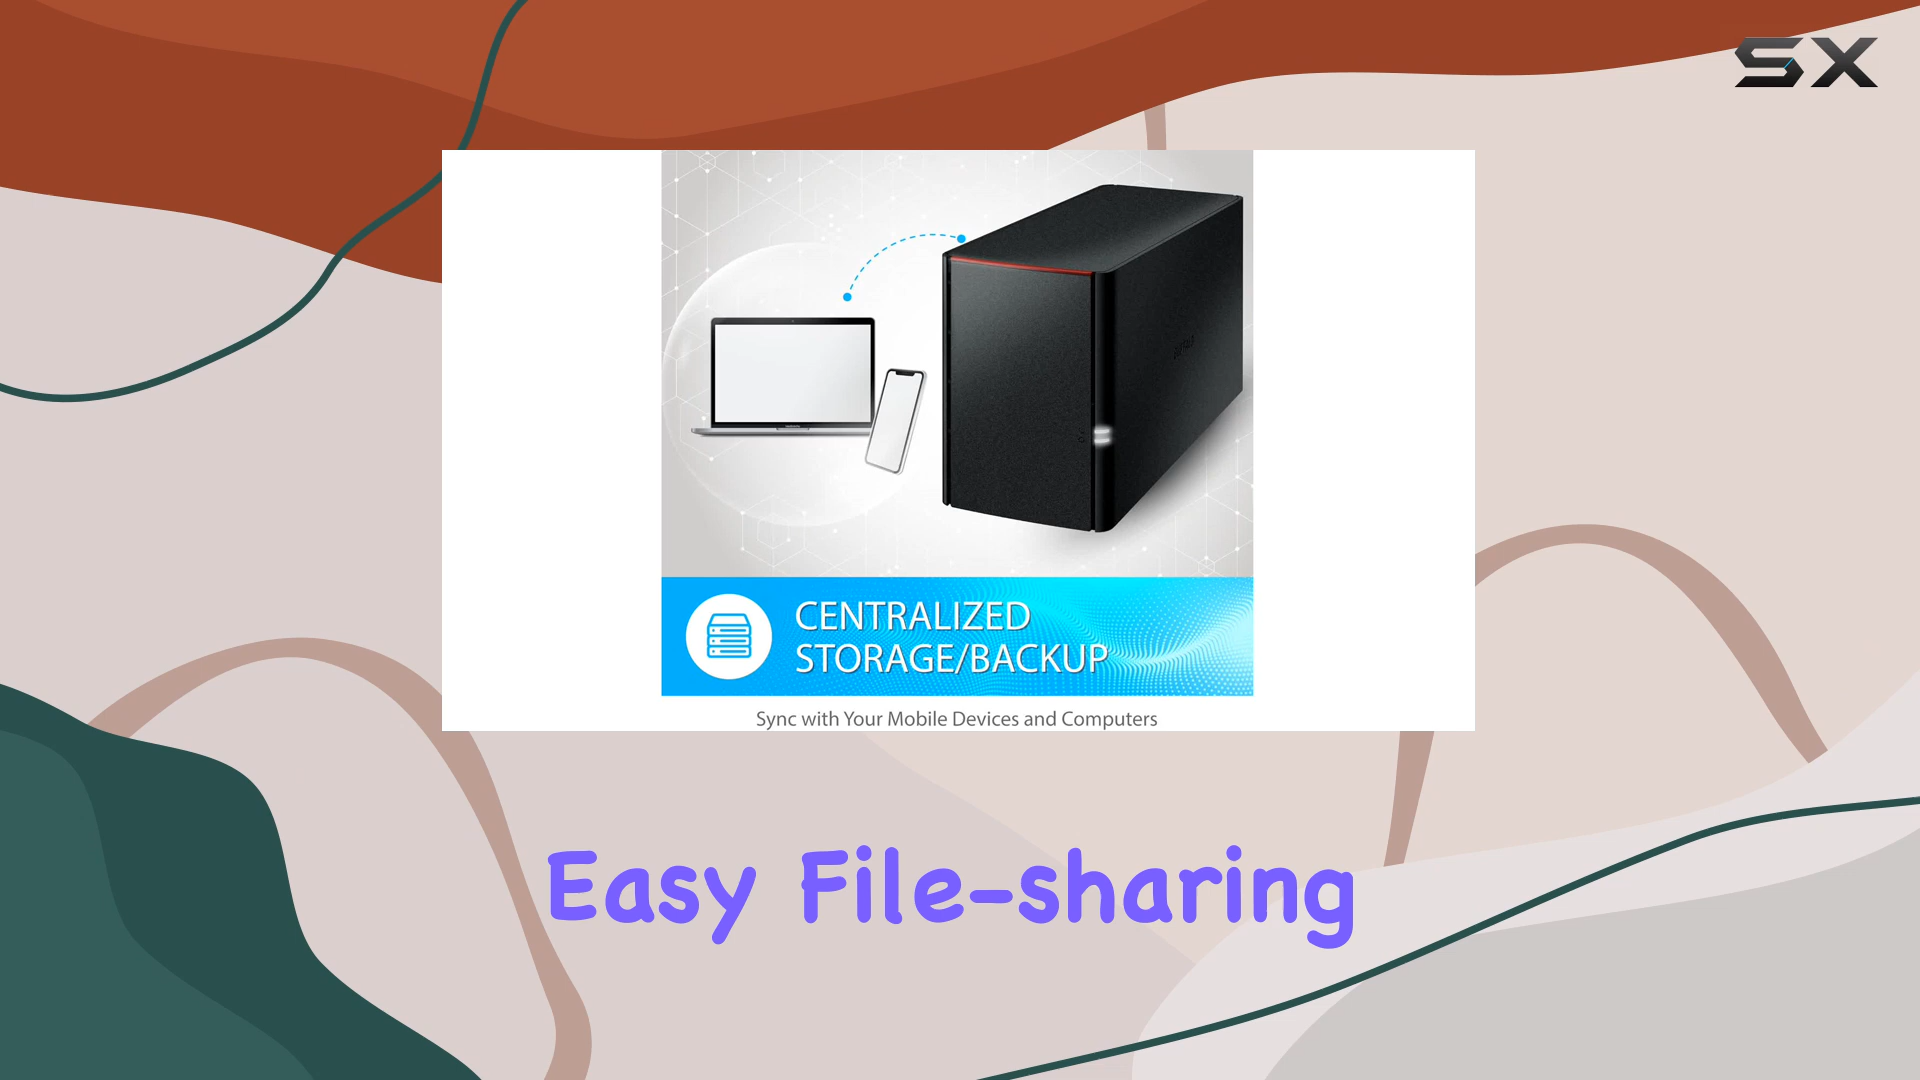 SX
CENTRALIZED
STORAGE/BACKUP
Sync with Your Mobile Devices and Computers
Easy File-sharing